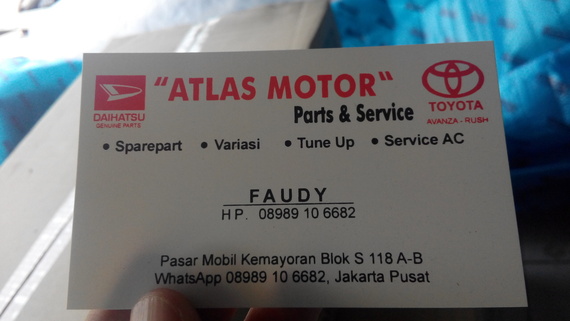 "ATLAS MOTOR"
Parts & Service
DAIHATSU
GENUINE PARTS
TOYOTA
AVANZA - RUSH
• Sparepart • Variasi • Tune Up • Service AC
FAUDY
HP. 08989 10 6682
Pasar Mobil Kemayoran Blok S 118 A-B
WhatsApp 08989 10 6682, Jakarta Pusat